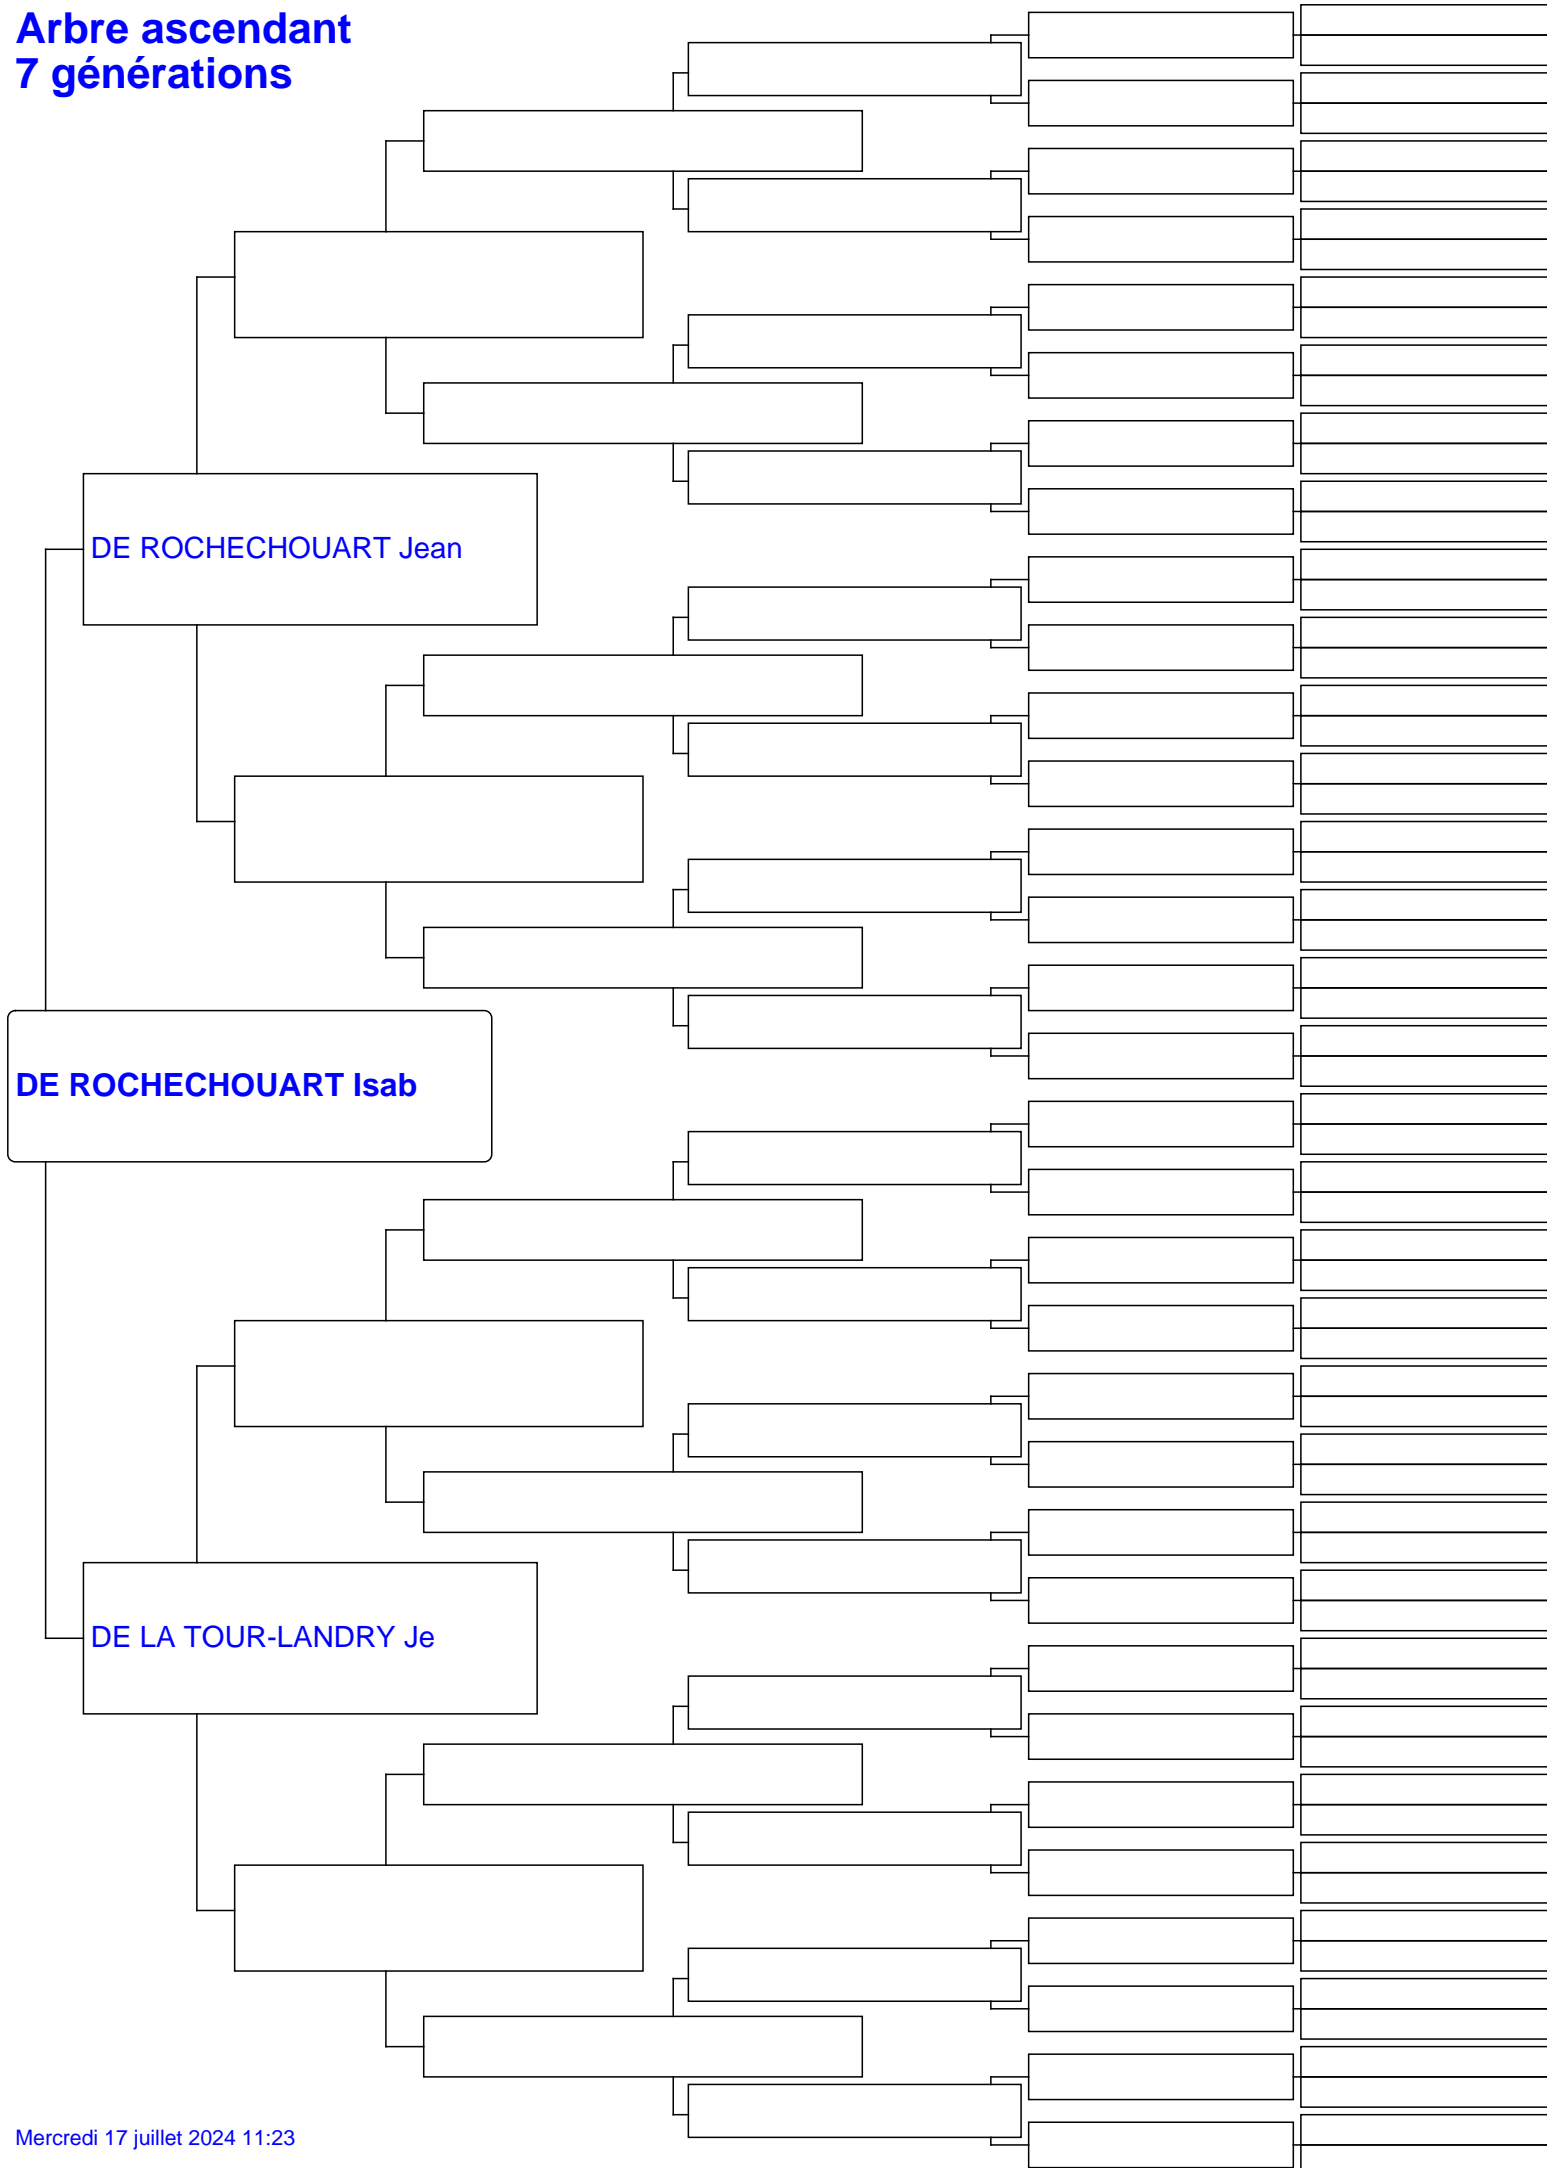 Arbre ascendant
7 générations
DE ROCHECHOUART Jean
DE ROCHECHOUART Isab
DE LA TOUR-LANDRY Je
Mercredi 17 juillet 2024 11:23